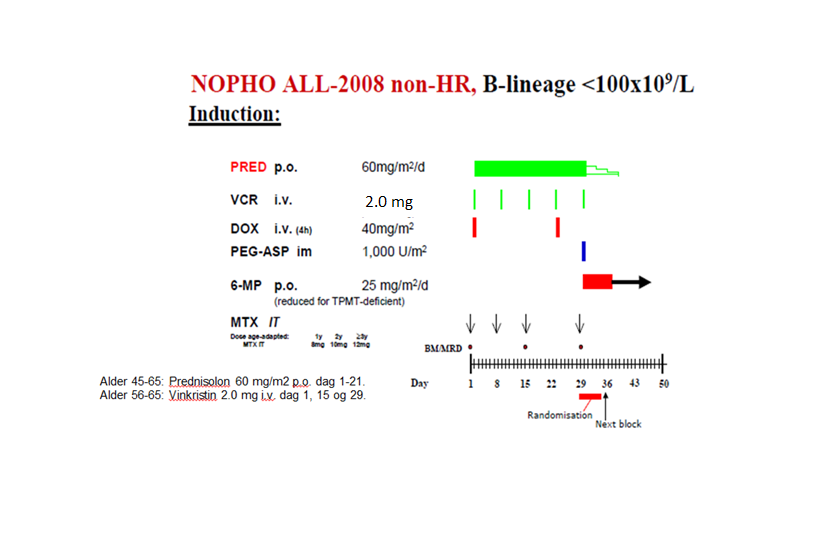 NOPHO ALL-2008 non-HR, B-lineage <100x10⁹/L
Induction:
PRED p.o. 60mg/m²/d
VCR i.v. 2.0 mg
DOX i.v. (4h) 40mg/m²
PEG-ASP im 1,000 U/m²
6-MP p.o. 25 mg/m²/d
(reduced for TPMT-deficient)
MTX IT
Dose age-adapted: 1y 2y ≥3y
MTX IT 8mg 10mg 12mg
BM/MRD
Alder 45-65: Prednisolon 60 mg/m2 p.o. dag 1-21.
Alder 56-65: Vinkristin 2.0 mg i.v. dag 1, 15 og 29.
Day 1 8 15 22 29 36 43 50
Randomisation
Next block